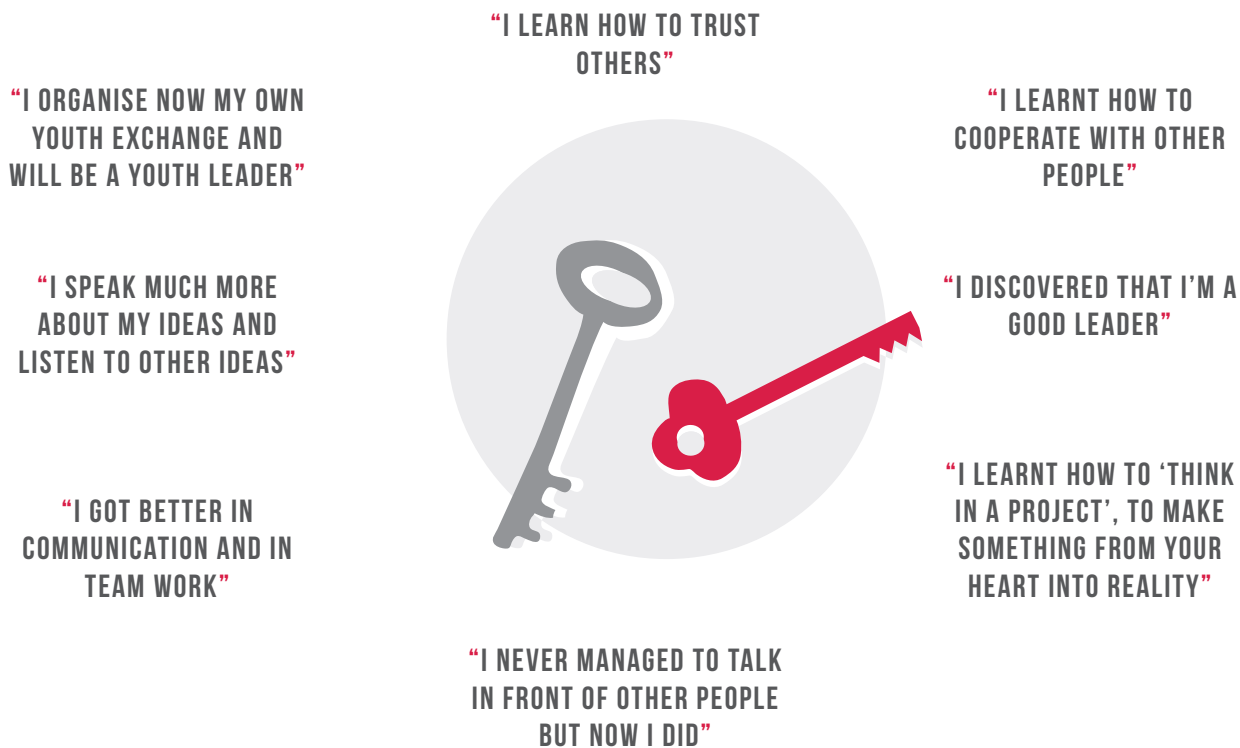 “I LEARN HOW TO TRUST
OTHERS”
“I ORGANISE NOW MY OWN
YOUTH EXCHANGE AND
WILL BE A YOUTH LEADER”
“I LEARNT HOW TO
COOPERATE WITH OTHER
PEOPLE”
“I SPEAK MUCH MORE
ABOUT MY IDEAS AND
LISTEN TO OTHER IDEAS”
“I DISCOVERED THAT I’M A
GOOD LEADER”
“I GOT BETTER IN
COMMUNICATION AND IN
TEAM WORK”
“I LEARNT HOW TO ‘THINK
IN A PROJECT’, TO MAKE
SOMETHING FROM YOUR
HEART INTO REALITY”
“I NEVER MANAGED TO TALK
IN FRONT OF OTHER PEOPLE
BUT NOW I DID”